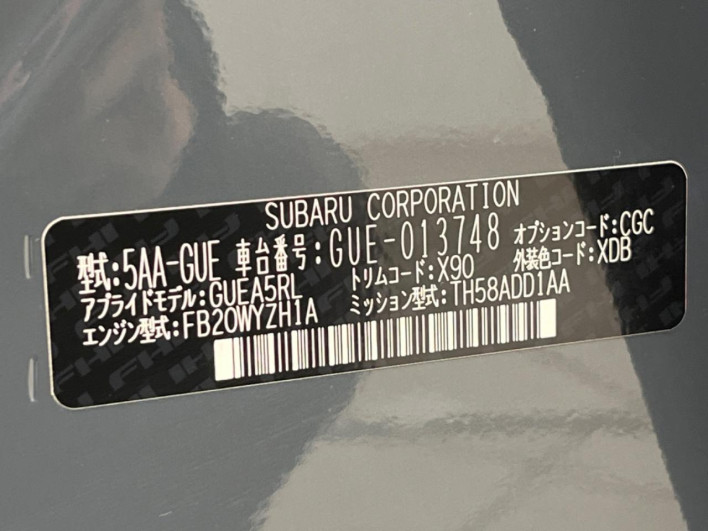 SUBARU CORPORATION
型式:5AA-GUE 車台番号:GUE-013748 オプションコード:CGC
アプライドモデル:GUEA5RL トリムコード:X90 外装色コード:XDB
エンジン型式:FB20WYZH1A ミッション型式:TH58ADD1AA